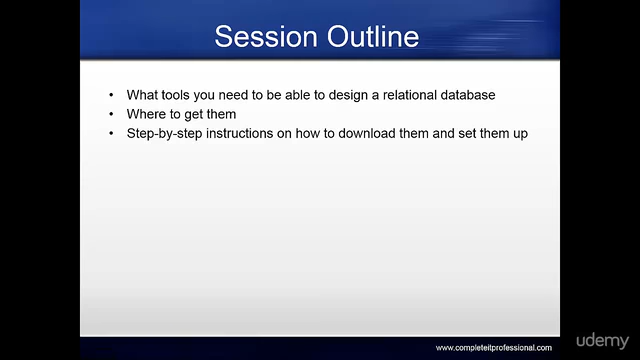 Session Outline
• What tools you need to be able to design a relational database
• Where to get them
• Step-by-step instructions on how to download them and set them up
www.completeitprofessional.com
udemy